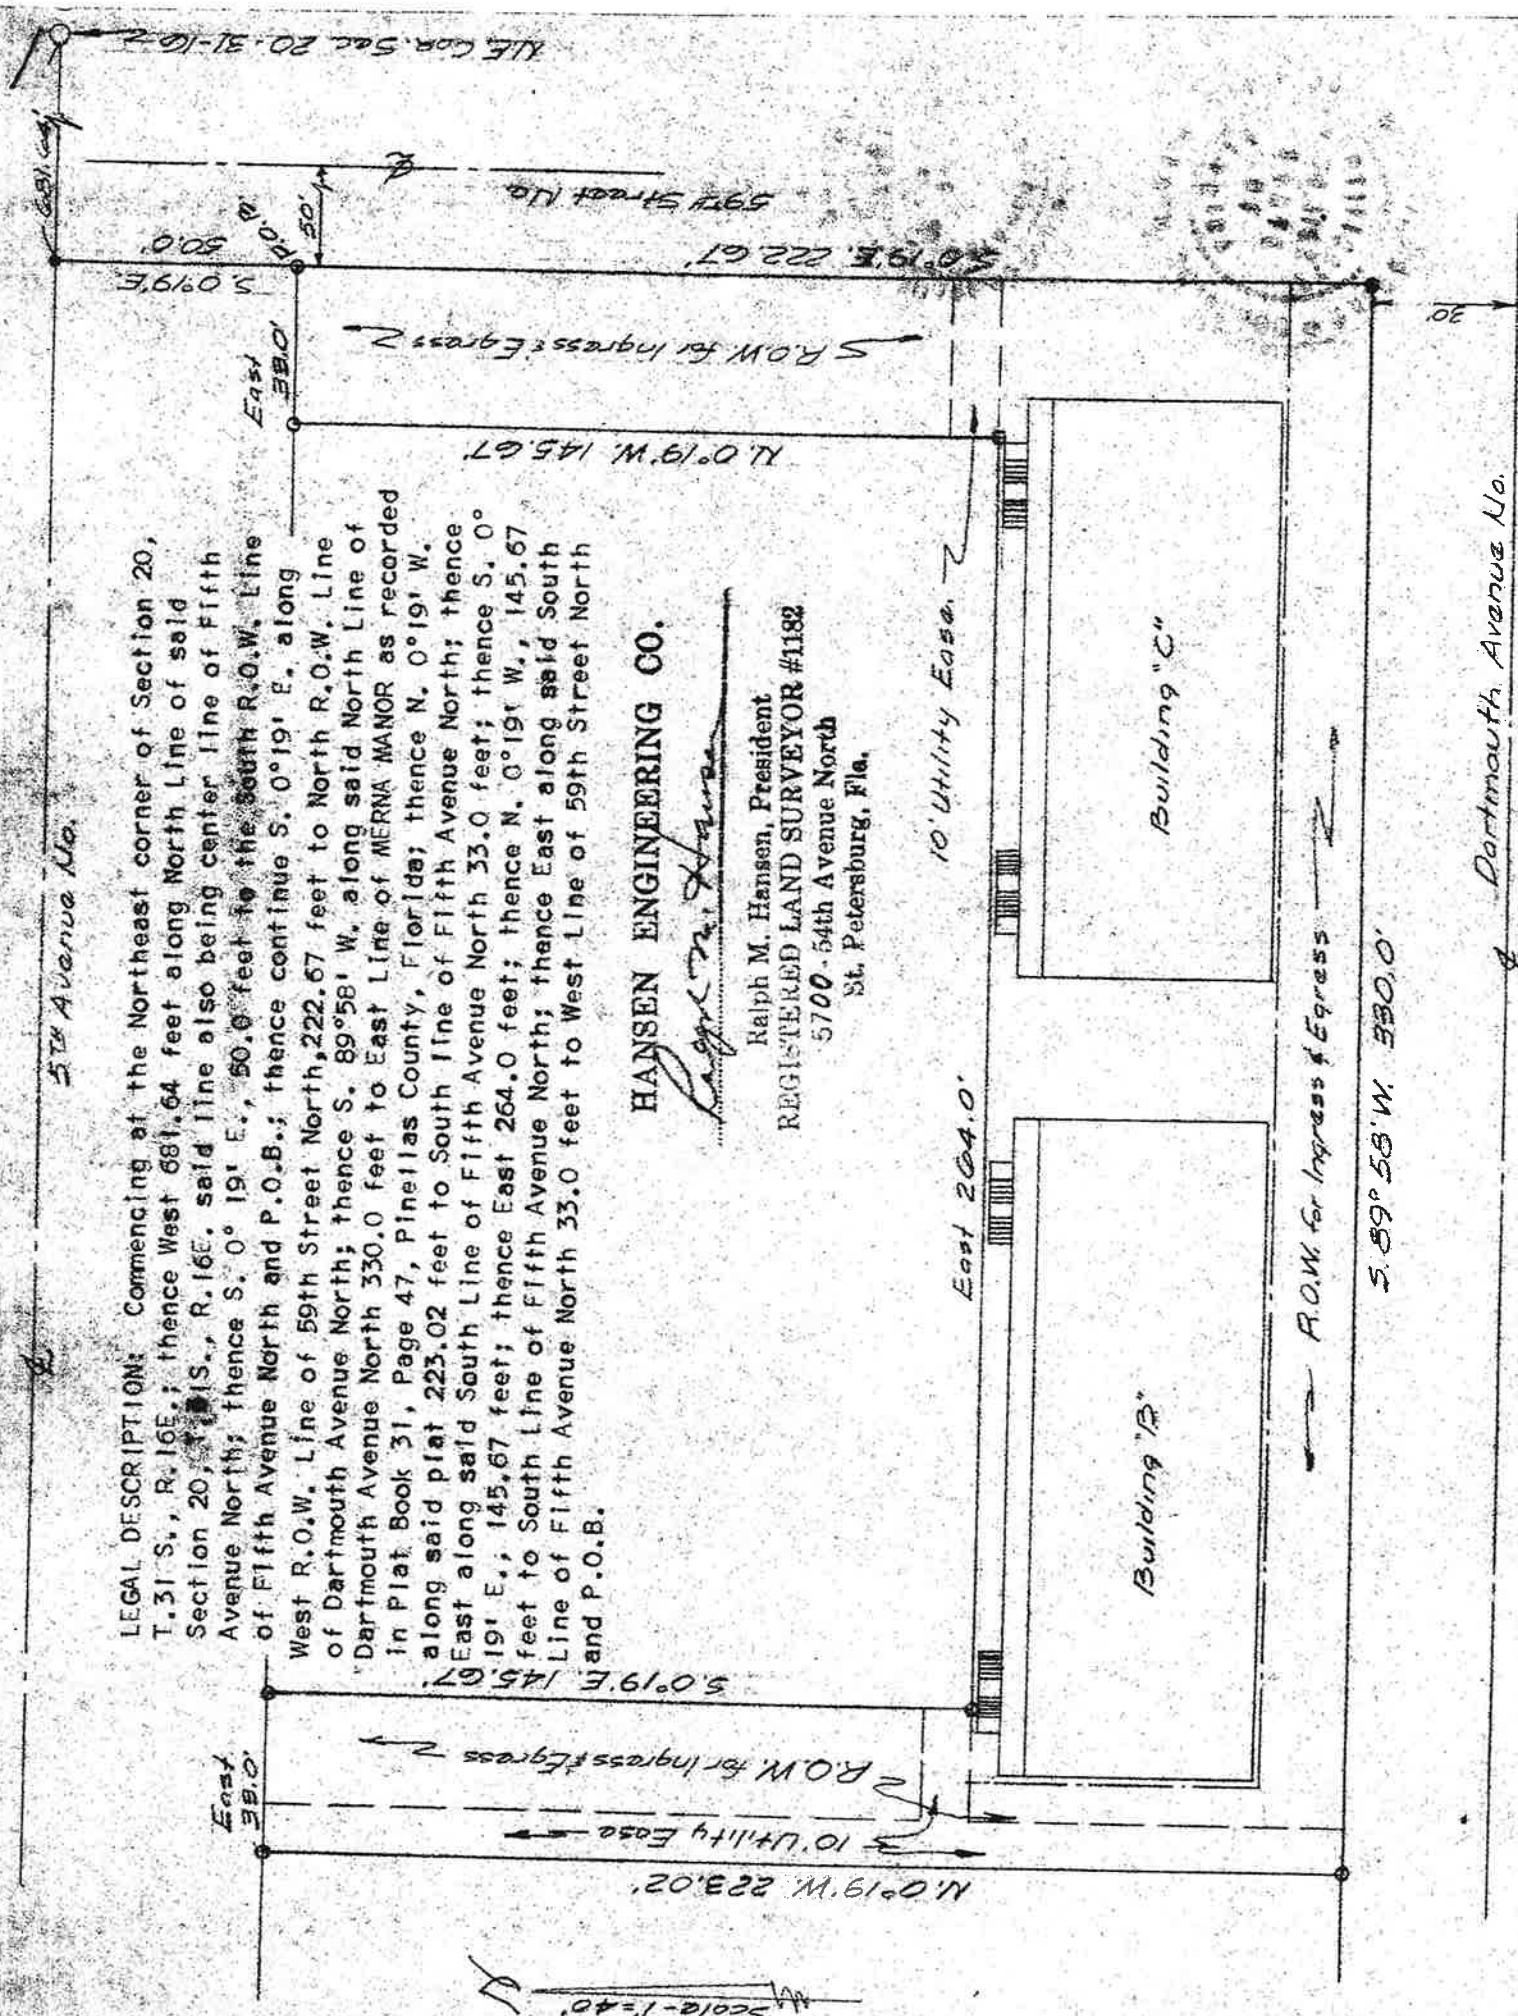 5TH Avenue No.
℄
681.64'
NE Cor. Sec 20-31-16
LEGAL DESCRIPTION: Commencing at the Northeast corner of Section 20,
T.31 S., R.16E.; thence West 681.64 feet along North Line of said
Section 20, T.31S., R.16E. said line also being center line of Fifth
Avenue North; thence S. 0° 19' E., 50.0 feet to the South R.O.W. Line
of Fifth Avenue North and P.O.B.; thence continue S. 0°19' E. along
West R.O.W. Line of 59th Street North,222.67 feet to North R.O.W. Line
of Dartmouth Avenue North; thence S. 89°58' W. along said North Line of
Dartmouth Avenue North 330.0 feet to East Line of MERNA MANOR as recorded
in Plat Book 31, Page 47, Pinellas County, Florida; thence N. 0°19' W.
along said plat 223.02 feet to South line of Fifth Avenue North; thence
East along said South Line of Fifth Avenue North 33.0 feet; thence S. 0°
19' E., 145.67 feet; thence East 264.0 feet; thence N. 0°19' W., 145.67
feet to South Line of Fifth Avenue North; thence East along said South
Line of Fifth Avenue North 33.0 feet to West Line of 59th Street North
and P.O.B.
HANSEN ENGINEERING CO.
Ralph M. Hansen
Ralph M. Hansen, President
REGISTERED LAND SURVEYOR #1182
5700 - 54th Avenue North
St. Petersburg, Fla.
East
33.0'
East
33.0'
S.0°19'E.
50.0'
P.O.B.
50'
℄
59TH Street No.
S.0°19'E. 222.67'
R.O.W. for Ingress & Egress
N.0°19'W. 145.67'
S.0°19'E. 145.67'
R.O.W. for Ingress & Egress
10' Utility Ease
N.0°19'W. 223.02'
Scale-1"=40'
East 264.0'
10' Utility Ease.
Building "B"
Building "C"
R.O.W. for Ingress & Egress
S.89°58'W. 330.0'
30'
℄
Dartmouth Avenue No.